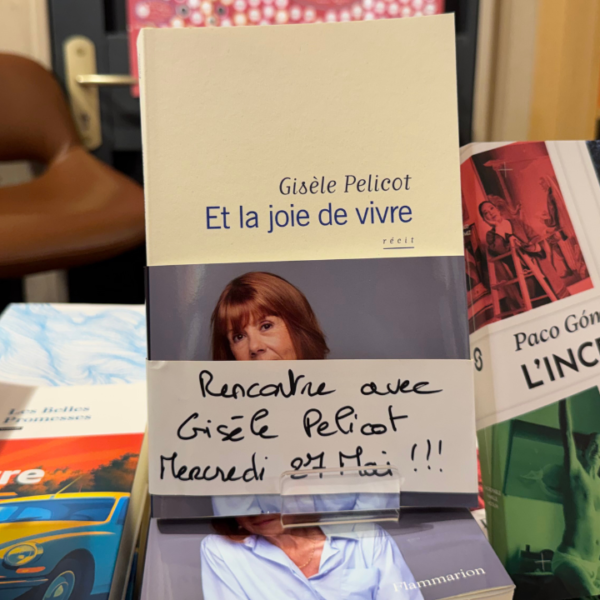 Gisèle Pelicot
Et la joie de vivre
récit
Rencontre avec
Gisèle Pelicot
Mercredi 27 Mai !!!
Flammarion
Les Belles
Promesses
Paco Góm
L'INC